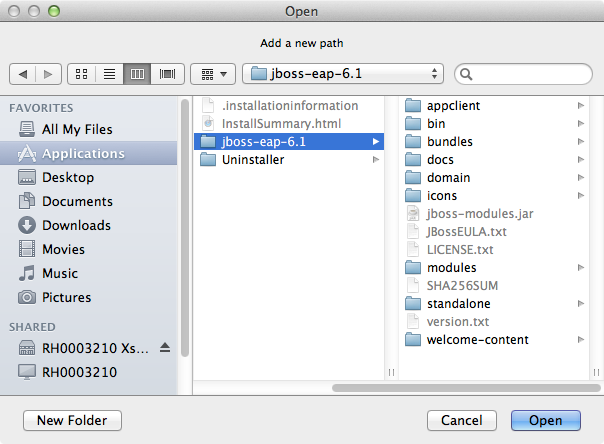 Open
Add a new path
jboss-eap-6.1
FAVORITES
All My Files
Applications
Desktop
Documents
Downloads
Movies
Music
Pictures
SHARED
RH0003210 Xs...
RH0003210
.installationinformation
InstallSummary.html
jboss-eap-6.1
Uninstaller
appclient
bin
bundles
docs
domain
icons
jboss-modules.jar
JBossEULA.txt
LICENSE.txt
modules
SHA256SUM
standalone
version.txt
welcome-content
New Folder
Cancel
Open